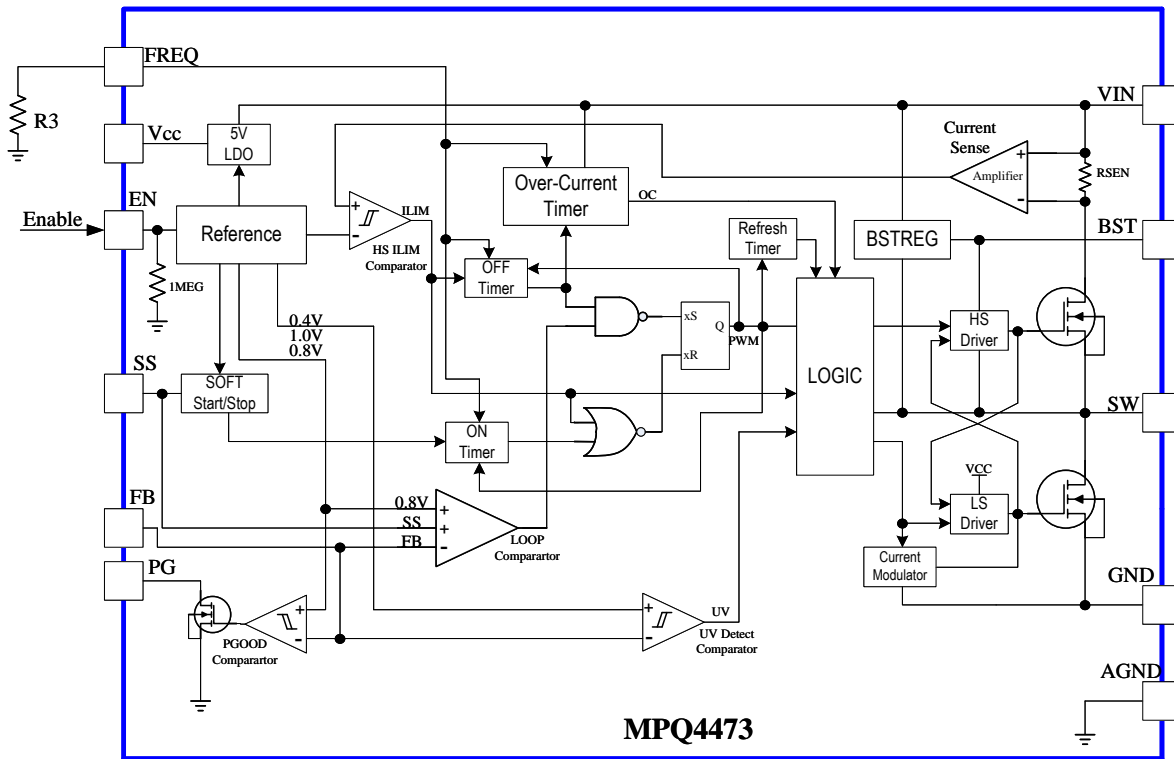 FREQ
R3
Vcc
5V
LDO
EN
Enable
Reference
1MEG
SS
SOFT
Start/Stop
FB
PG
0.4V
1.0V
0.8V
+
-
ILIM
HS ILIM
Comparator
Over-Current
Timer
OC
OFF
Timer
ON
Timer
xS
Q
xR
PWM
Refresh
Timer
LOGIC
Current
Sense
+
Amplifier
-
RSEN
VIN
BSTREG
BST
HS
Driver
SW
VCC
LS
Driver
Current
Modulator
GND
AGND
0.8V
+
SS
+
FB
-
LOOP
Comparartor
+
-
PGOOD
Comparartor
+
-
UV
UV Detect
Comparator
MPQ4473